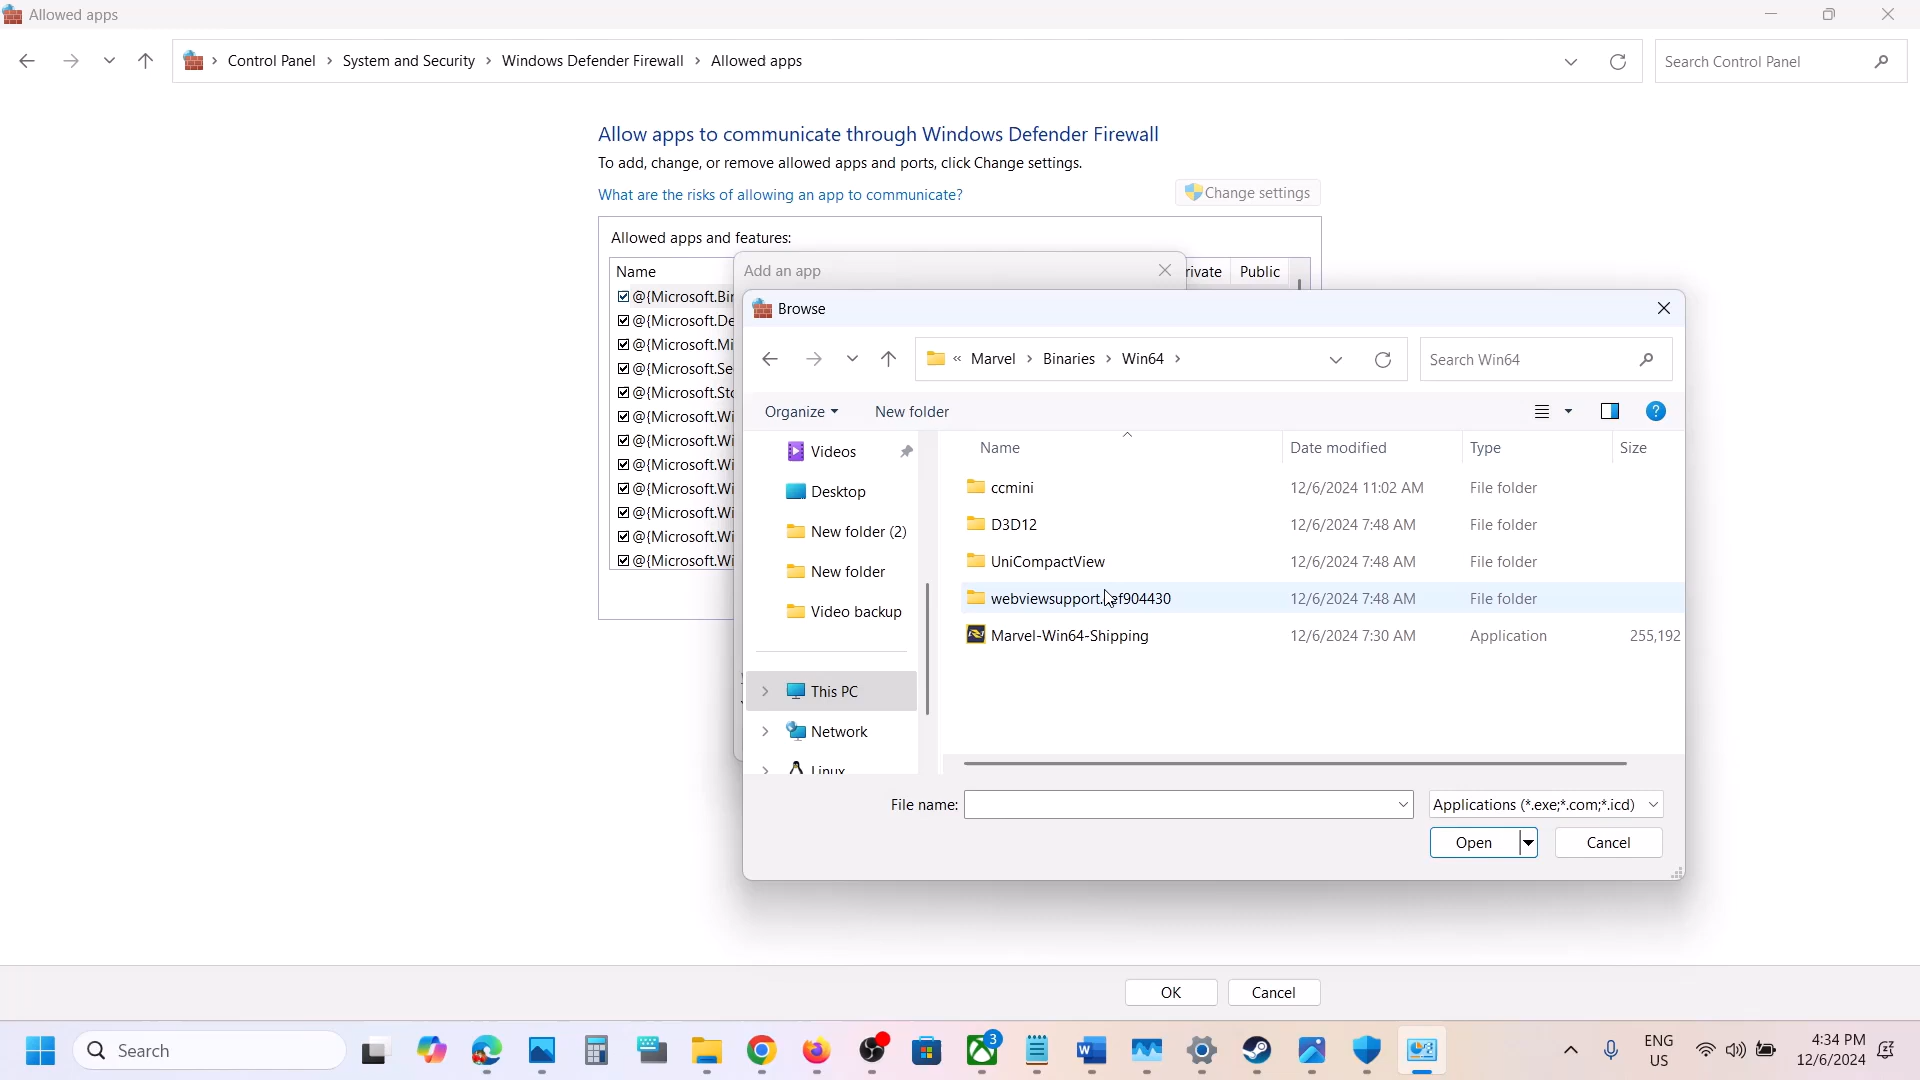 Allowed apps
Control Panel > System and Security > Windows Defender Firewall > Allowed apps
Search Control Panel
Allow apps to communicate through Windows Defender Firewall
To add, change, or remove allowed apps and ports, click Change settings.
What are the risks of allowing an app to communicate?
Change settings
Allowed apps and features:
Name
rivate Public
@{Microsoft.Bin
@{Microsoft.De
@{Microsoft.Mi
@{Microsoft.Se
@{Microsoft.Sto
@{Microsoft.Wi
@{Microsoft.Wi
@{Microsoft.Wi
@{Microsoft.Wi
@{Microsoft.Wi
@{Microsoft.Wi
@{Microsoft.Wi
Add an app
Browse
« Marvel > Binaries > Win64 >
Search Win64
Organize
New folder
Videos
Desktop
New folder (2)
New folder
Video backup
This PC
Network
Linux
Name Date modified Type Size
ccmini 12/6/2024 11:02 AM File folder
D3D12 12/6/2024 7:48 AM File folder
UniCompactView 12/6/2024 7:48 AM File folder
12/6/2024 7:48 AM File folder
Marvel-Win64-Shipping 12/6/2024 7:30 AM Application 255,192
File name:
Applications (*.exe;*.com;*.icd)
Open
Cancel
OK
Cancel
Search
3
ENG
US
4:34 PM
12/6/2024